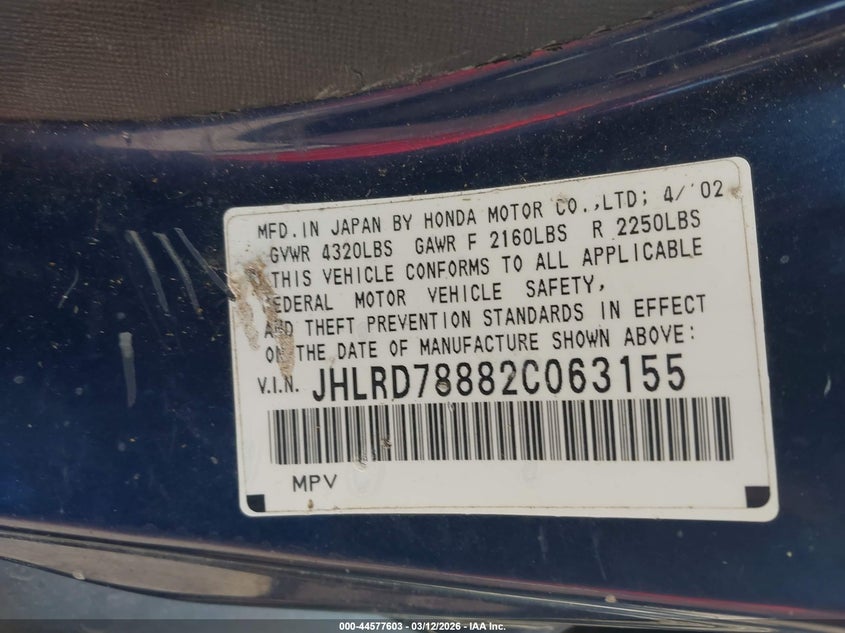 MFD. IN JAPAN BY HONDA MOTOR CO.,LTD; 4/'02
GVWR 4320LBS GAWR F 2160LBS R 2250LBS
THIS VEHICLE CONFORMS TO ALL APPLICABLE
FEDERAL MOTOR VEHICLE SAFETY,
AND THEFT PREVENTION STANDARDS IN EFFECT
ON THE DATE OF MANUFACTURE SHOWN ABOVE:
V.I.N. JHLRD78882C063155
MPV
000-44577603 - 03/12/2026 - IAA Inc.